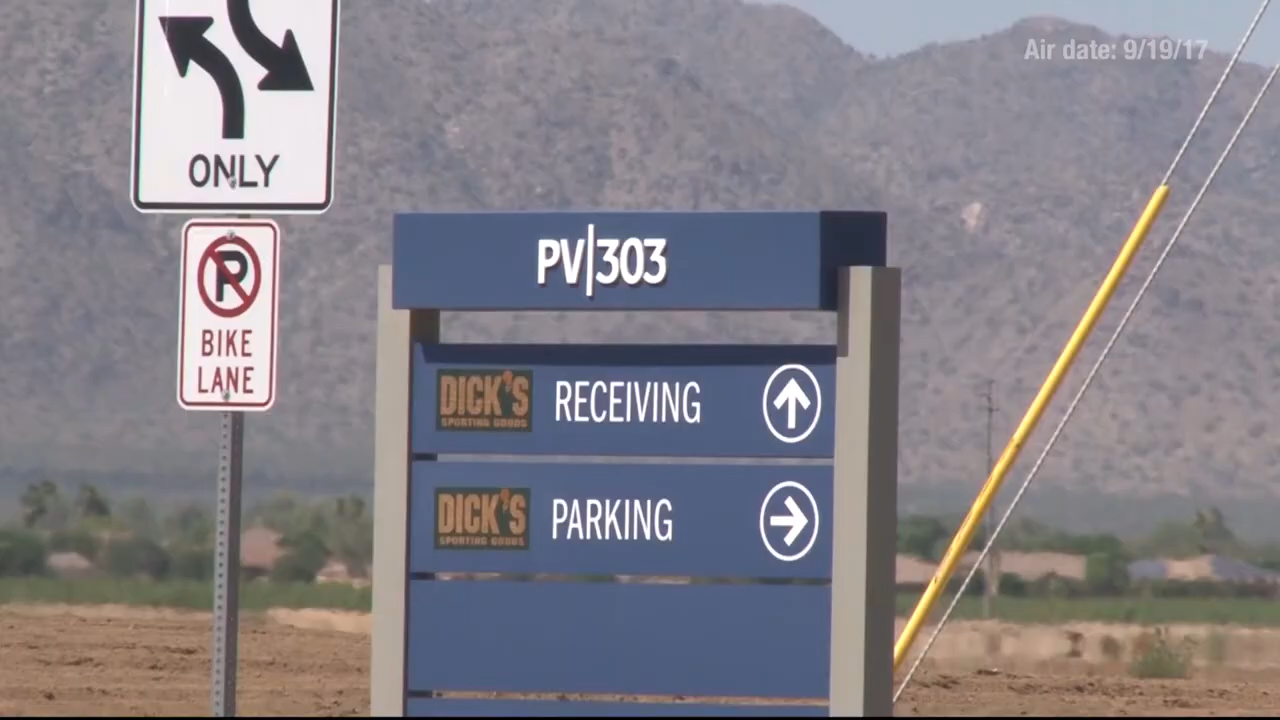 Air date: 9/19/17
ONLY
P
BIKE
LANE
PV|303
DICK'S
SPORTING GOODS
RECEIVING
DICK'S
SPORTING GOODS
PARKING